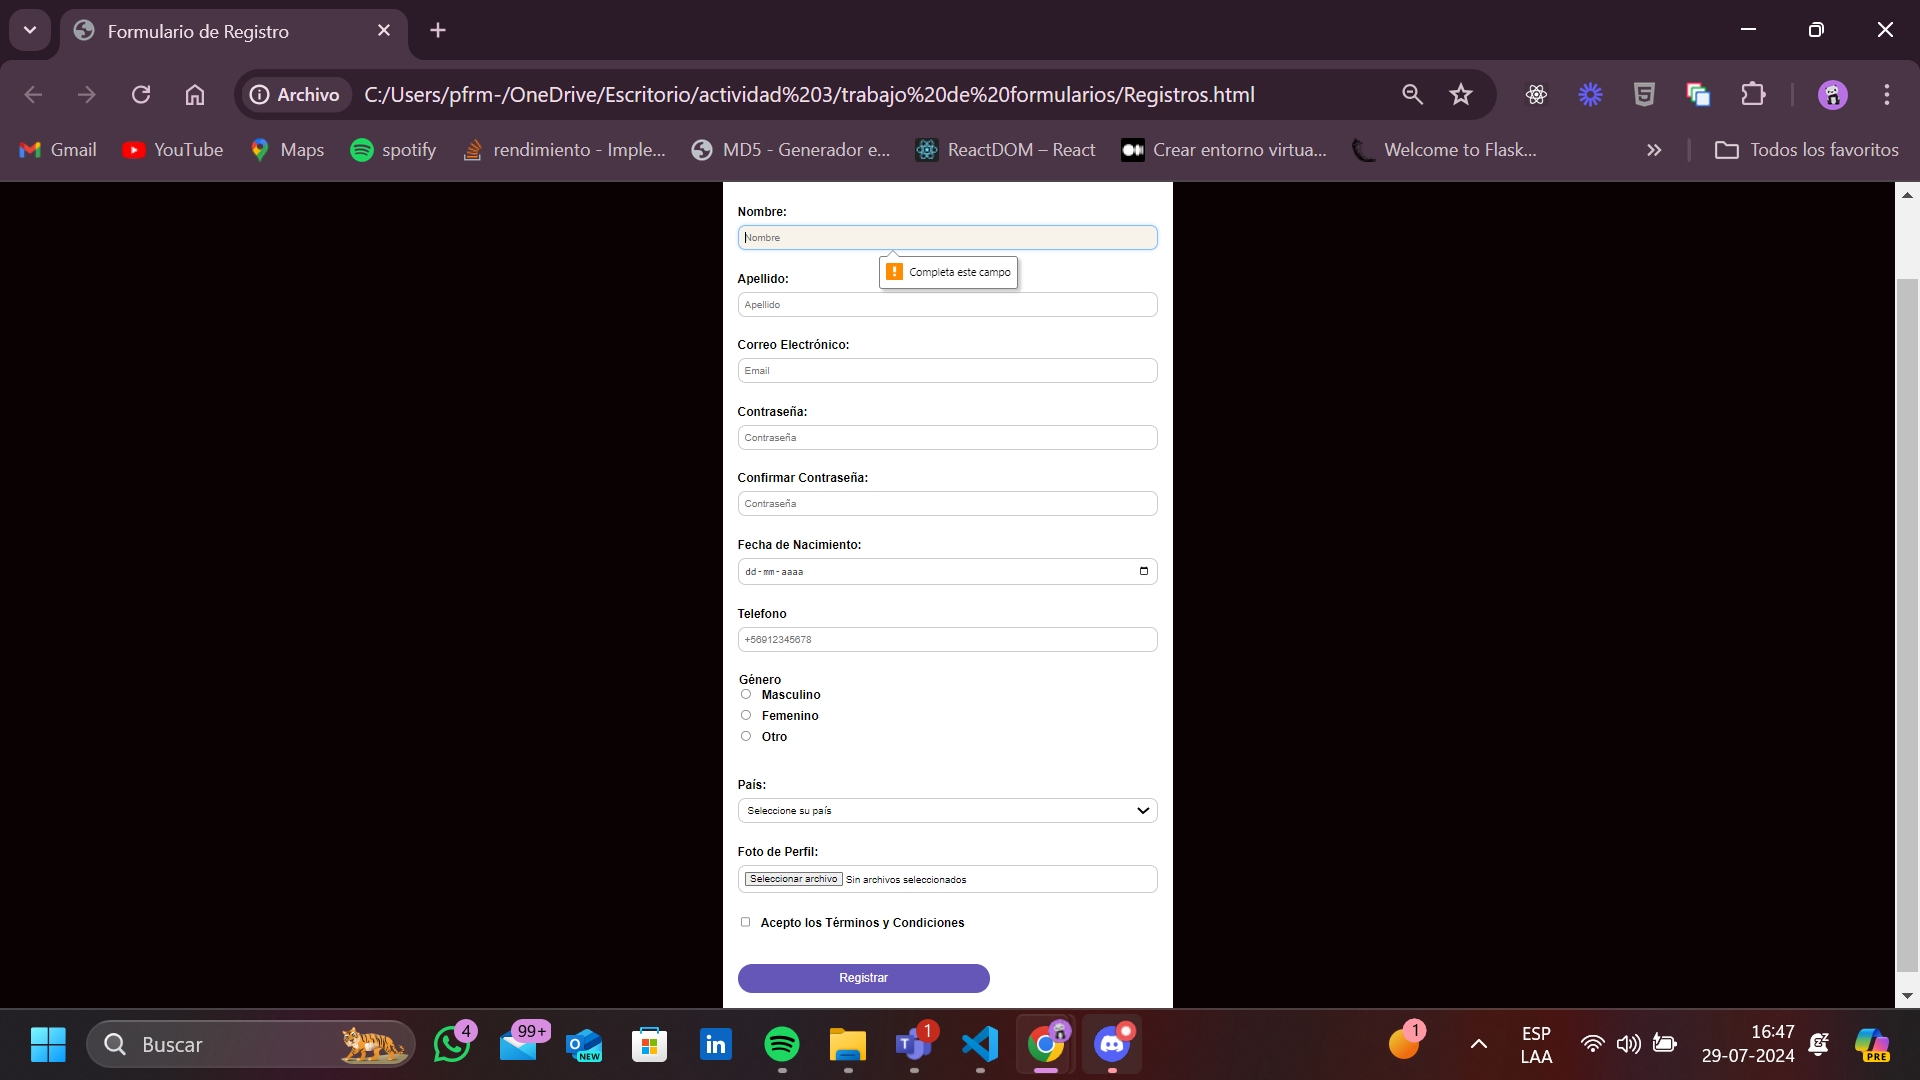 Formulario de Registro
Archivo
C:/Users/pfrm-/OneDrive/Escritorio/actividad%203/trabajo%20de%20formularios/Registros.html
Gmail
YouTube
Maps
spotify
rendimiento - Imple...
MD5 - Generador e...
ReactDOM – React
Crear entorno virtua...
Welcome to Flask...
Todos los favoritos
Nombre:
Nombre
Completa este campo
Apellido:
Apellido
Correo Electrónico:
Email
Contraseña:
Contraseña
Confirmar Contraseña:
Contraseña
Fecha de Nacimiento:
dd-mm-aaaa
Telefono
+56912345678
Género
Masculino
Femenino
Otro
País:
Seleccione su país
Foto de Perfil:
Seleccionar archivo Sin archivos seleccionados
Acepto los Términos y Condiciones
Registrar
Buscar
4
99+
NEW
1
1
ESP
LAA
16:47
29-07-2024
PRE